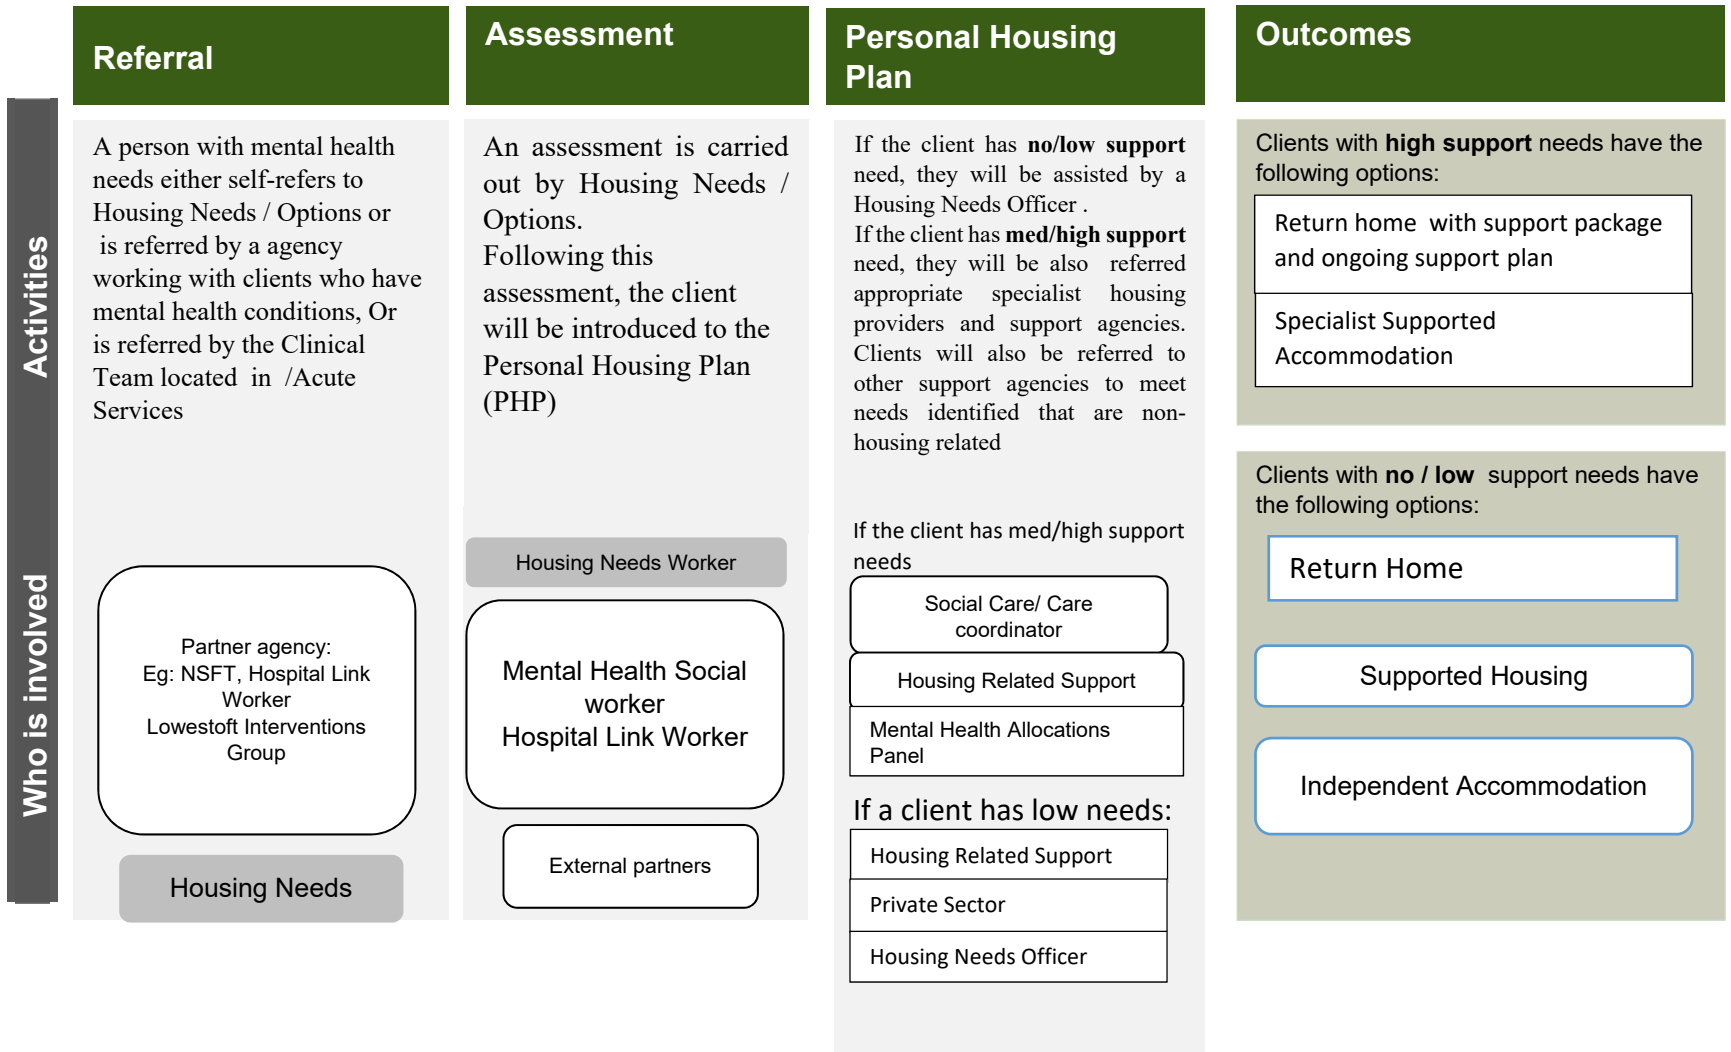 Referral
Assessment
Personal Housing
Plan
Outcomes
Activities
Who is involved
A person with mental health
needs either self-refers to
Housing Needs / Options or
is referred by a agency
working with clients who have
mental health conditions, Or
is referred by the Clinical
Team located in /Acute
Services
Partner agency:
Eg: NSFT, Hospital Link
Worker
Lowestoft Interventions
Group
Housing Needs
An assessment is carried
out by Housing Needs /
Options.
Following this
assessment, the client
will be introduced to the
Personal Housing Plan
(PHP)
Housing Needs Worker
Mental Health Social
worker
Hospital Link Worker
External partners
If the client has no/low support
need, they will be assisted by a
Housing Needs Officer .
If the client has med/high support
need, they will be also referred
appropriate specialist housing
providers and support agencies.
Clients will also be referred to
other support agencies to meet
needs identified that are non-
housing related
If the client has med/high support
needs
Social Care/ Care
coordinator
Housing Related Support
Mental Health Allocations
Panel
If a client has low needs:
Housing Related Support
Private Sector
Housing Needs Officer
Clients with high support needs have the
following options:
Return home with support package
and ongoing support plan
Specialist Supported
Accommodation
Clients with no / low support needs have
the following options:
Return Home
Supported Housing
Independent Accommodation